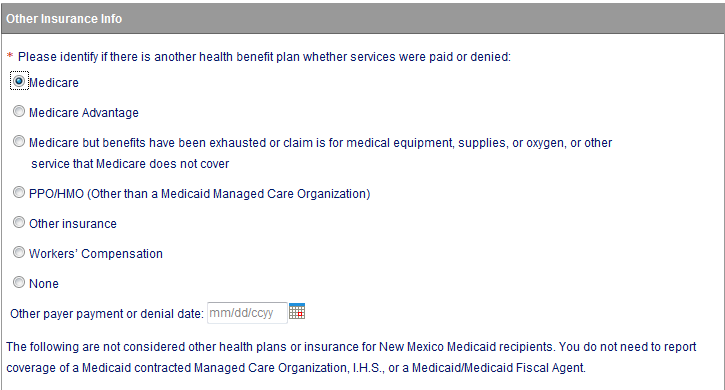 Other Insurance Info
* Please identify if there is another health benefit plan whether services were paid or denied:
Medicare
Medicare Advantage
Medicare but benefits have been exhausted or claim is for medical equipment, supplies, or oxygen, or other
service that Medicare does not cover
PPO/HMO (Other than a Medicaid Managed Care Organization)
Other insurance
Workers' Compensation
None
Other payer payment or denial date: mm/dd/ccyy
The following are not considered other health plans or insurance for New Mexico Medicaid recipients. You do not need to report
coverage of a Medicaid contracted Managed Care Organization, I.H.S., or a Medicaid/Medicaid Fiscal Agent.